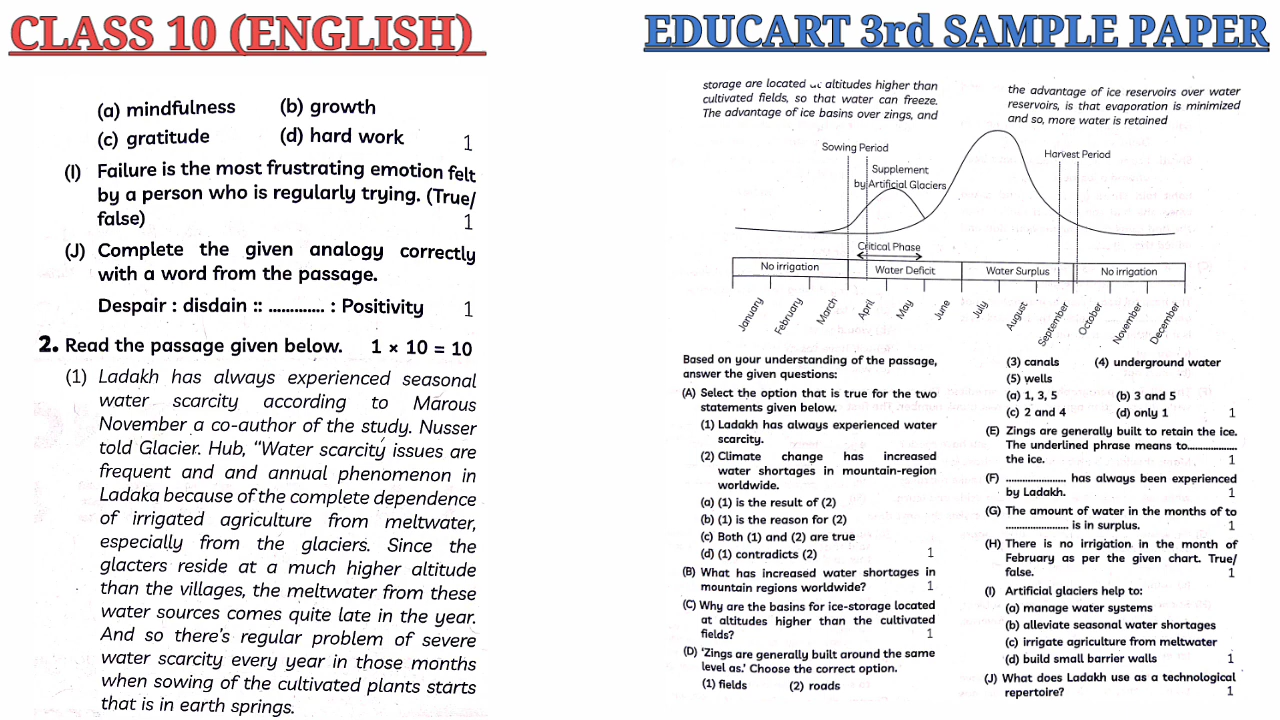 CLASS 10 (ENGLISH)
EDUCART 3rd SAMPLE PAPER
(a) mindfulness (b) growth
(c) gratitude (d) hard work 1
(I) Failure is the most frustrating emotion felt
by a person who is regularly trying. (True/
false) 1
(J) Complete the given analogy correctly
with a word from the passage.
Despair : disdain :: ............. : Positivity 1
2. Read the passage given below. 1 × 10 = 10
(1) Ladakh has always experienced seasonal
water scarcity according to Marous
November a co-author of the study. Nusser
told Glacier. Hub, "Water scarcity issues are
frequent and and annual phenomenon in
Ladaka because of the complete dependence
of irrigated agriculture from meltwater,
especially from the glaciers. Since the
glacters reside at a much higher altitude
than the villages, the meltwater from these
water sources comes quite late in the year.
And so there's regular problem of severe
water scarcity every year in those months
when sowing of the cultivated plants starts
that is in earth springs.
storage are located at altitudes higher than
cultivated fields, so that water can freeze.
The advantage of ice basins over zings, and
the advantage of ice reservoirs over water
reservoirs, is that evaporation is minimized
and so, more water is retained
Sowing Period
Harvest Period
Supplement
by Artificial Glaciers
Critical Phase
No irrigation Water Deficit Water Surplus No irrigation
January February March April May June July August September October November December
Based on your understanding of the passage,
answer the given questions:
(A) Select the option that is true for the two
statements given below.
(1) Ladakh has always experienced water
scarcity.
(2) Climate change has increased
water shortages in mountain-region
worldwide.
(a) (1) is the result of (2)
(b) (1) is the reason for (2)
(c) Both (1) and (2) are true
(d) (1) contradicts (2) 1
(B) What has increased water shortages in
mountain regions worldwide? 1
(C) Why are the basins for ice-storage located
at altitudes higher than the cultivated
fields? 1
(D) 'Zings are generally built around the same
level as.' Choose the correct option.
(1) fields (2) roads
(3) canals (4) underground water
(5) wells
(a) 1, 3, 5 (b) 3 and 5
(c) 2 and 4 (d) only 1 1
(E) Zings are generally built to retain the ice.
The underlined phrase means to..................
the ice. 1
(F) ...................... has always been experienced
by Ladakh. 1
(G) The amount of water in the months of to
....................... is in surplus. 1
(H) There is no irrigation in the month of
February as per the given chart. True/
false. 1
(I) Artificial glaciers help to:
(a) manage water systems
(b) alleviate seasonal water shortages
(c) irrigate agriculture from meltwater
(d) build small barrier walls 1
(J) What does Ladakh use as a technological
repertoire? 1